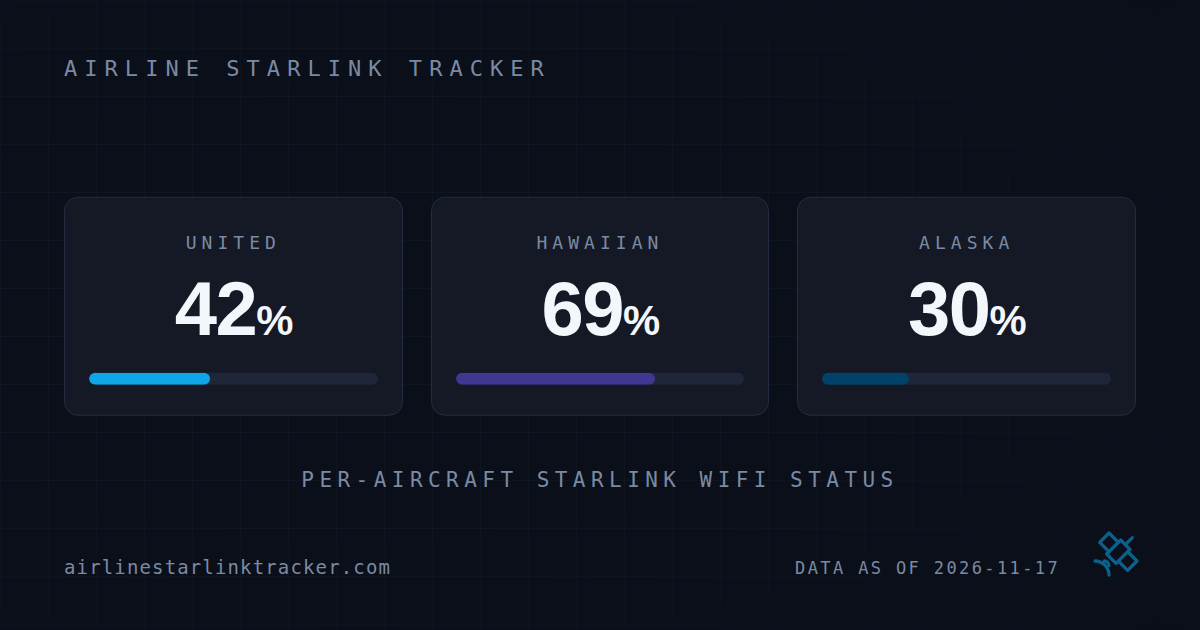 AIRLINE STARLINK TRACKER
UNITED
42%
HAWAIIAN
69%
ALASKA
30%
PER-AIRCRAFT STARLINK WIFI STATUS
airlinestarlinktracker.com
DATA AS OF 2026-11-17